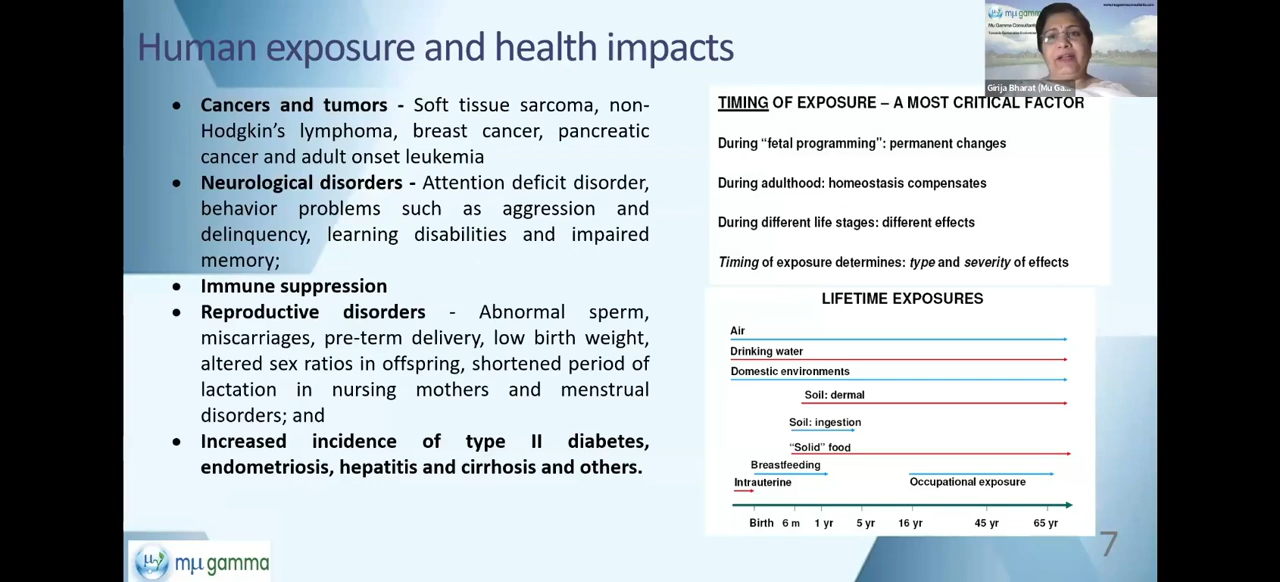 Human exposure and health impacts
• Cancers and tumors - Soft tissue sarcoma, non-
Hodgkin's lymphoma, breast cancer, pancreatic
cancer and adult onset leukemia
• Neurological disorders - Attention deficit disorder,
behavior problems such as aggression and
delinquency, learning disabilities and impaired
memory;
• Immune suppression
• Reproductive disorders - Abnormal sperm,
miscarriages, pre-term delivery, low birth weight,
altered sex ratios in offspring, shortened period of
lactation in nursing mothers and menstrual
disorders; and
• Increased incidence of type II diabetes,
endometriosis, hepatitis and cirrhosis and others.
mμ gamma
Mu Gamma Consultants
Girija Bharat (Mu Ga...
TIMING OF EXPOSURE – A MOST CRITICAL FACTOR
During "fetal programming": permanent changes
During adulthood: homeostasis compensates
During different life stages: different effects
Timing of exposure determines: type and severity of effects
LIFETIME EXPOSURES
Air
Drinking water
Domestic environments
Soil: dermal
Soil: ingestion
"Solid" food
Breastfeeding
Intrauterine
Occupational exposure
Birth 6 m 1 yr 5 yr 16 yr 45 yr 65 yr
7
mμ gamma